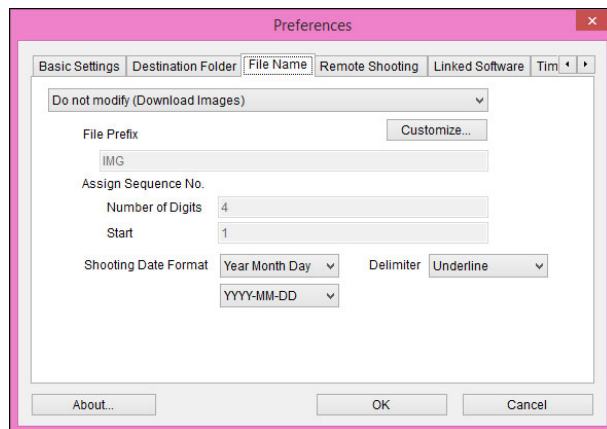 Preferences
Basic Settings Destination Folder File Name Remote Shooting Linked Software Tim
Do not modify (Download Images)
File Prefix Customize...
IMG
Assign Sequence No.
Number of Digits 4
Start 1
Shooting Date Format Year Month Day Delimiter Underline
YYYY-MM-DD
About... OK Cancel